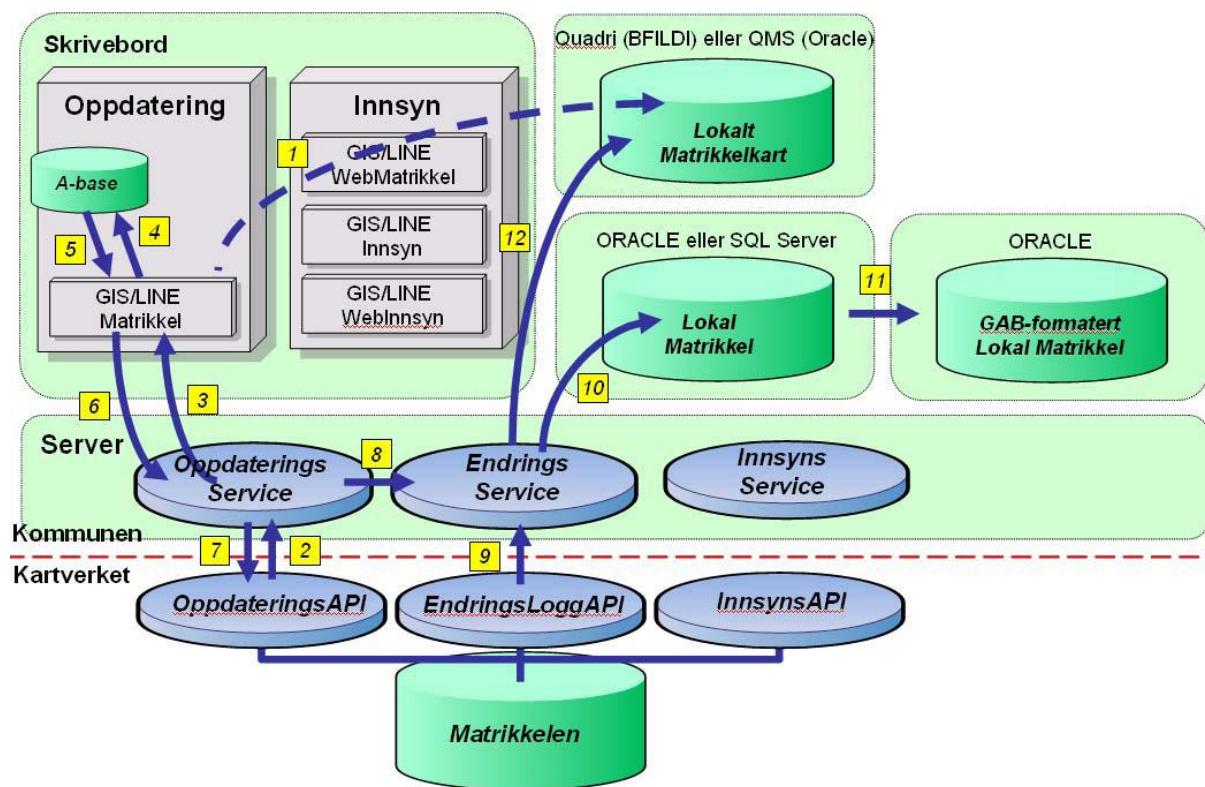 Skrivebord
Oppdatering
A-base
5
4
GIS/LINE
Matrikkel
Innsyn
1
GIS/LINE
WebMatrikkel
GIS/LINE
Innsyn
GIS/LINE
WebInnsyn
Quadri (BFILDI) eller QMS (Oracle)
Lokalt
Matrikkelkart
12
ORACLE eller SQL Server
Lokal
Matrikkel
10
11
ORACLE
GAB-formatert
Lokal Matrikkel
6
3
Server
Oppdaterings
Service
8
Endrings
Service
Innsyns
Service
Kommunen
7
2
9
Kartverket
OppdateringsAPI
EndringsLoggAPI
InnsynsAPI
Matrikkelen